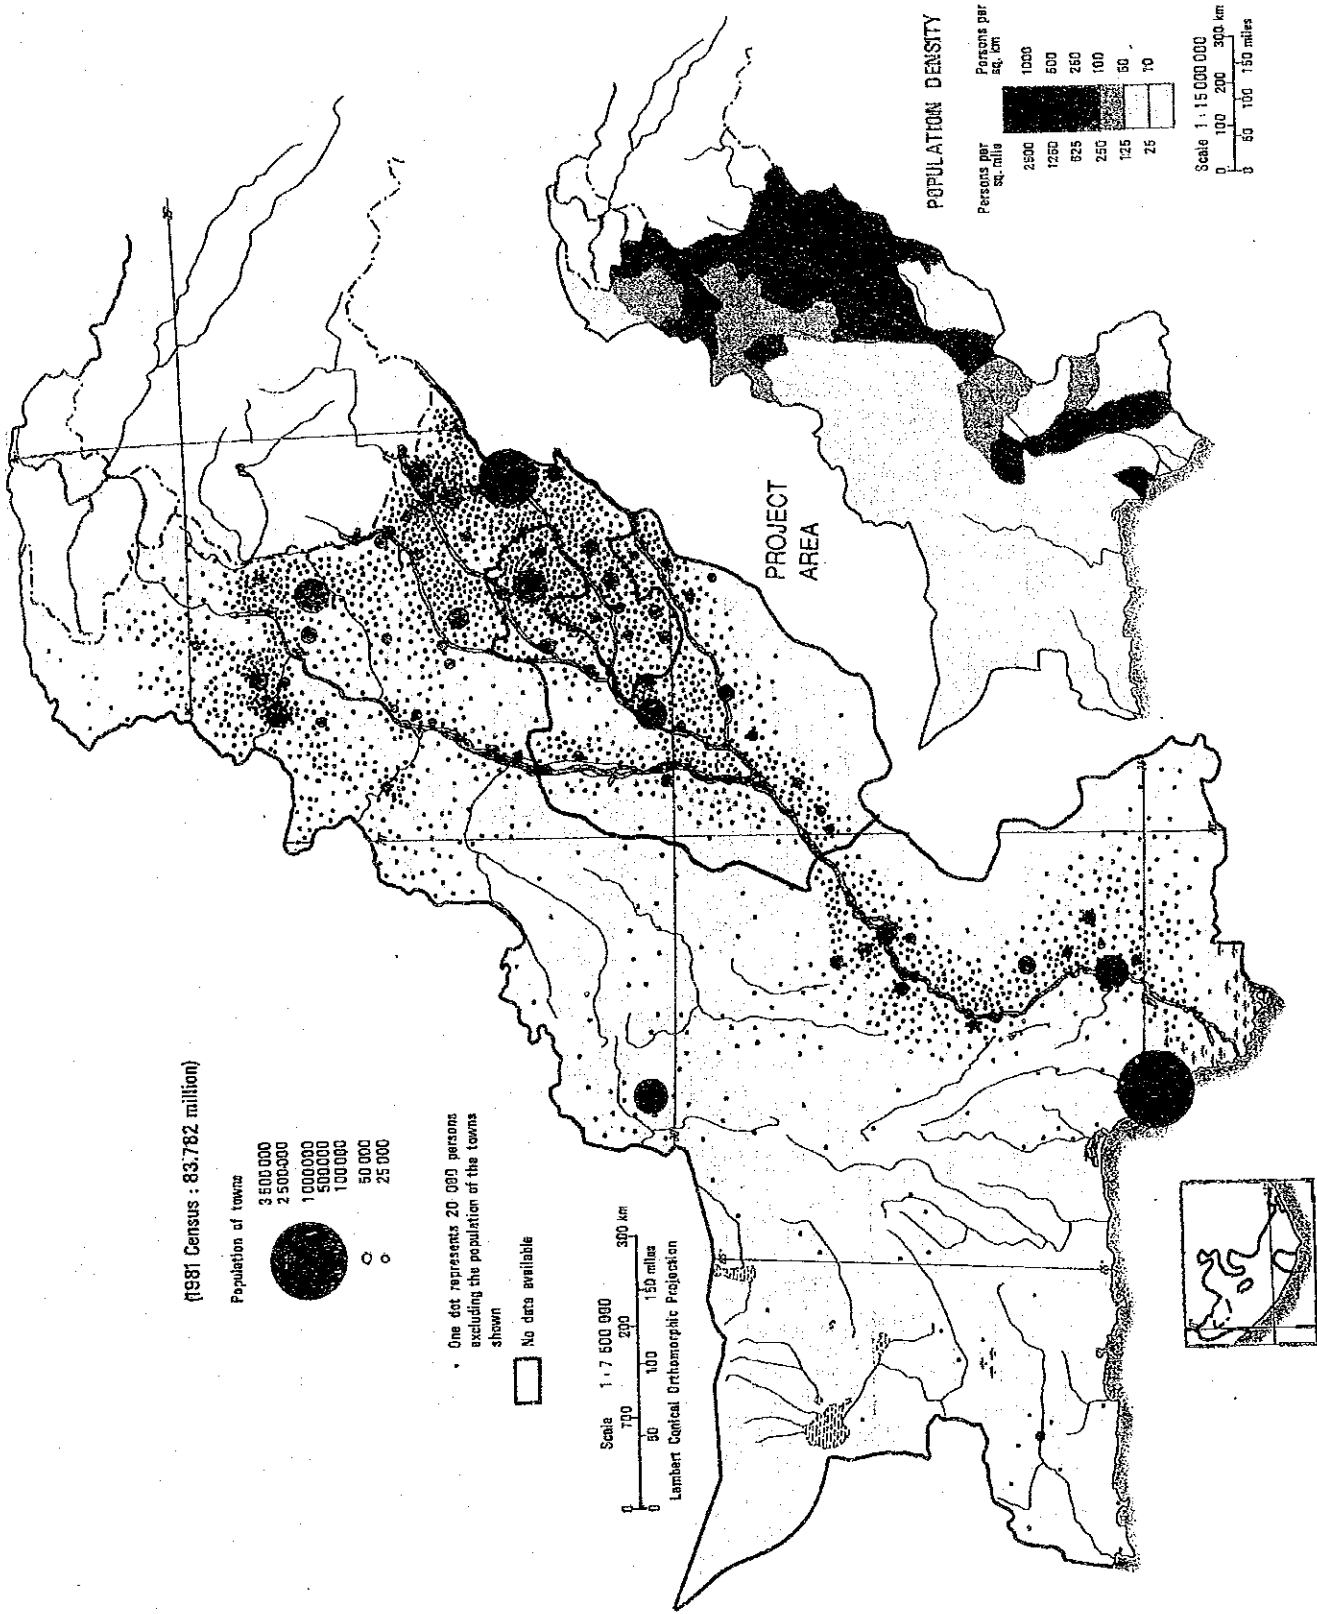 (1981 Census : 83.782 million)
Population of towns
3 500 000
2 500 000
1 000 000
500 000
100 000
50 000
25 000
One dot represents 20 000 persons
excluding the population of the towns
shown
No data available
Scale 1 : 7 500 000
0 100 200 300 km
0 50 100 150 miles
Lambert Conical Orthomorphic Projection
PROJECT
AREA
POPULATION DENSITY
Persons per
sq. mile
Persons per
sq. km
2500 1000
1250 500
625 250
250 100
125 50
25 10
Scale 1 : 15 000 000
0 100 200 300 km
0 50 100 150 miles